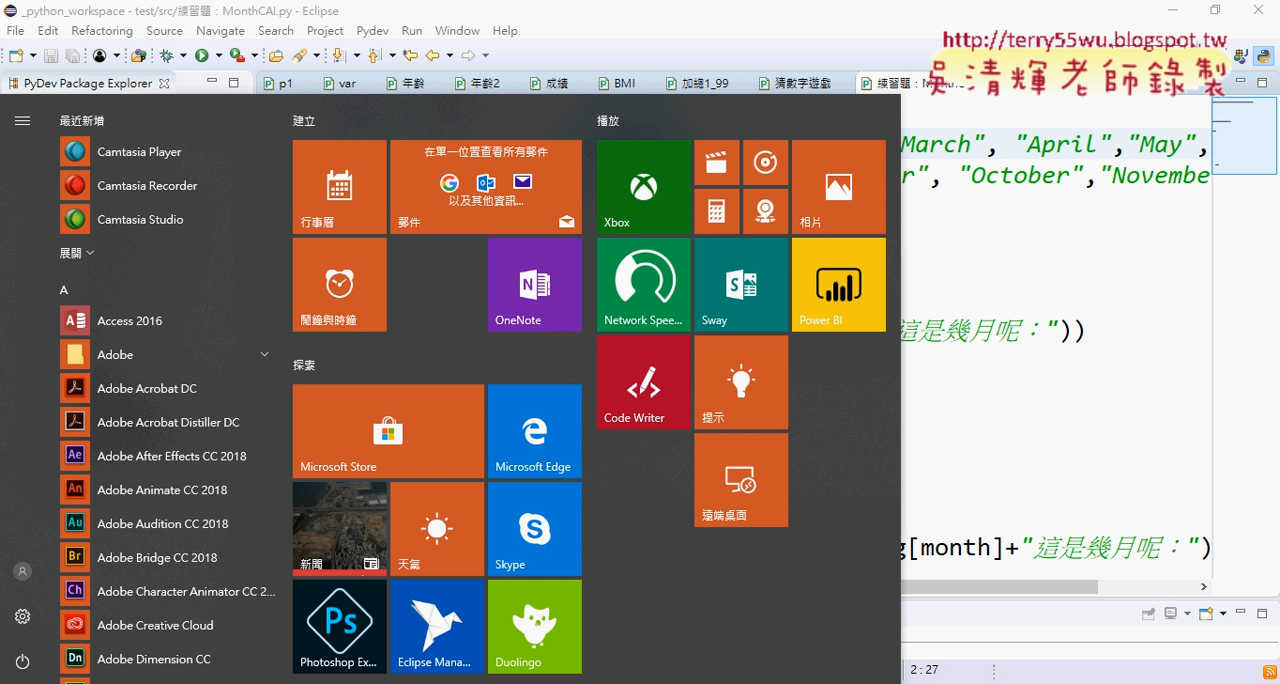 _python_workspace - test/src/練習題：MonthCAI.py - Eclipse
File Edit Refactoring Source Navigate Search Project Pydev Run Window Help
http://terry55wu.blogspot.tw
吳清輝老師錄製
PyDev Package Explorer
p1 var 年齡 年齡2 成績 BMI 加總1_99 猜數字遊戲
最近新增
Camtasia Player
Camtasia Recorder
Camtasia Studio
展開
A
Access 2016
Adobe
Adobe Acrobat DC
Adobe Acrobat Distiller DC
Adobe After Effects CC 2018
Adobe Animate CC 2018
Adobe Audition CC 2018
Adobe Bridge CC 2018
Adobe Character Animator CC 2...
Adobe Creative Cloud
Adobe Dimension CC
建立
行事曆
在單一位置查看所有郵件
以及其他資訊...
郵件
鬧鐘與時鐘
OneNote
探索
Microsoft Store
Microsoft Edge
新聞
天氣
Skype
Photoshop Ex...
Eclipse Mana...
Duolingo
播放
Xbox
相片
Network Spee...
Sway
Power BI
Code Writer
提示
遠端桌面
March", "April","May",
r", "October","Novembe
這是幾月呢："))
g[month]+"這是幾月呢：")
2:27